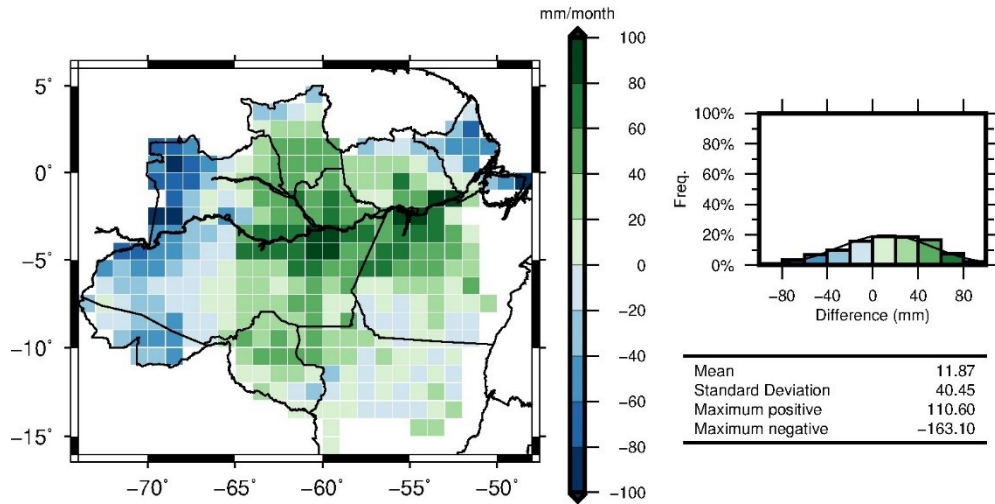 mm/month
5°
0°
−5°
−10°
−15°
−70° −65° −60° −55° −50°
100
80
60
40
20
0
−20
−40
−60
−80
−100
100%
80%
60%
40%
20%
0%
Freq.
−80 −40 0 40 80
Difference (mm)
Mean 11.87
Standard Deviation 40.45
Maximum positive 110.60
Maximum negative −163.10